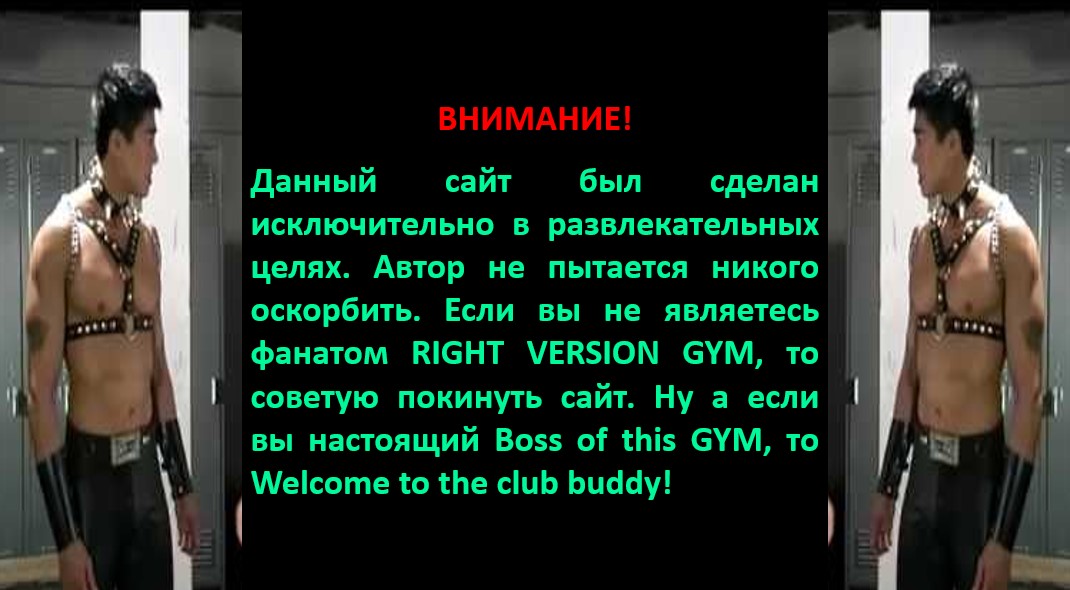 ВНИМАНИЕ!
Данный сайт был сделан
исключительно в развлекательных
целях. Автор не пытается никого
оскорбить. Если вы не являетесь
фанатом RIGHT VERSION GYM, то
советую покинуть сайт. Ну а если
вы настоящий Boss of this GYM, то
Welcome to the club buddy!